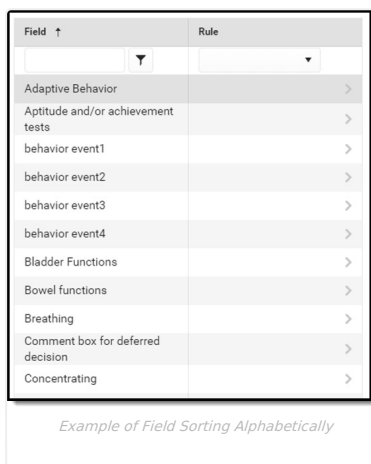 Field ↑ Rule
Adaptive Behavior
Aptitude and/or achievement
tests
behavior event1
behavior event2
behavior event3
behavior event4
Bladder Functions
Bowel functions
Breathing
Comment box for deferred
decision
Concentrating
Example of Field Sorting Alphabetically